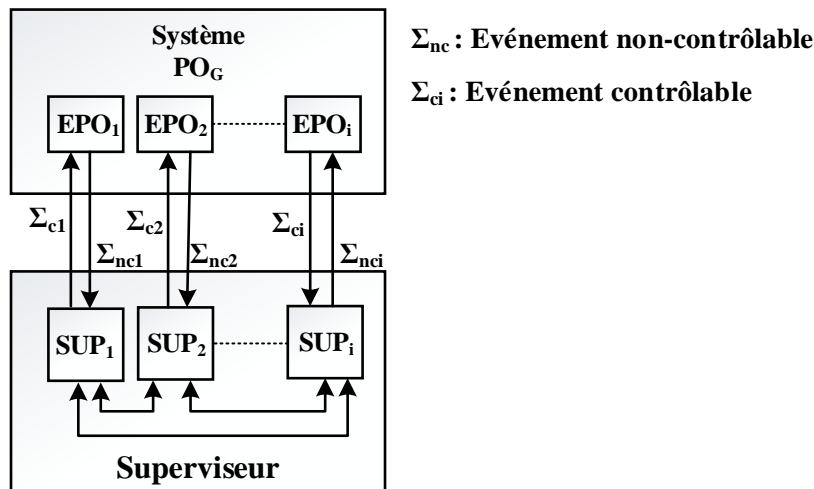 Système
PO_G
EPO₁ EPO₂ EPOᵢ
Σc1 Σnc1 Σc2 Σnc2 Σci Σnci
SUP₁ SUP₂ SUPᵢ
Superviseur
Σnc : Evénement non-contrôlable
Σci : Evénement contrôlable